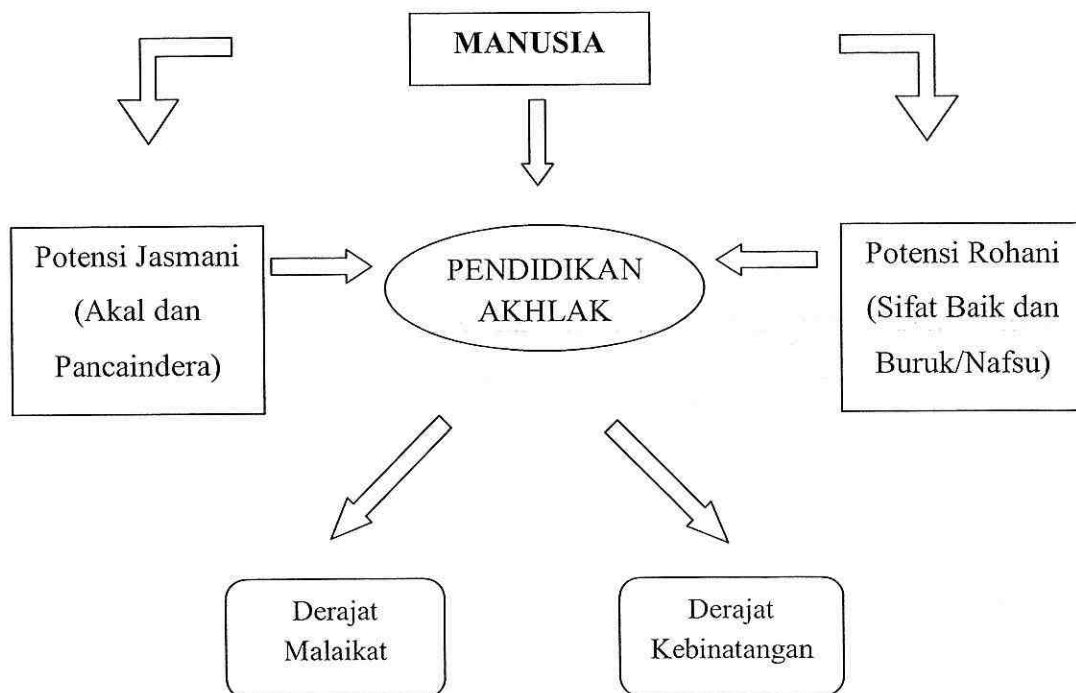 MANUSIA
Potensi Jasmani
(Akal dan
Pancaindera)
PENDIDIKAN
AKHLAK
Potensi Rohani
(Sifat Baik dan
Buruk/Nafsu)
Derajat
Malaikat
Derajat
Kebinatangan